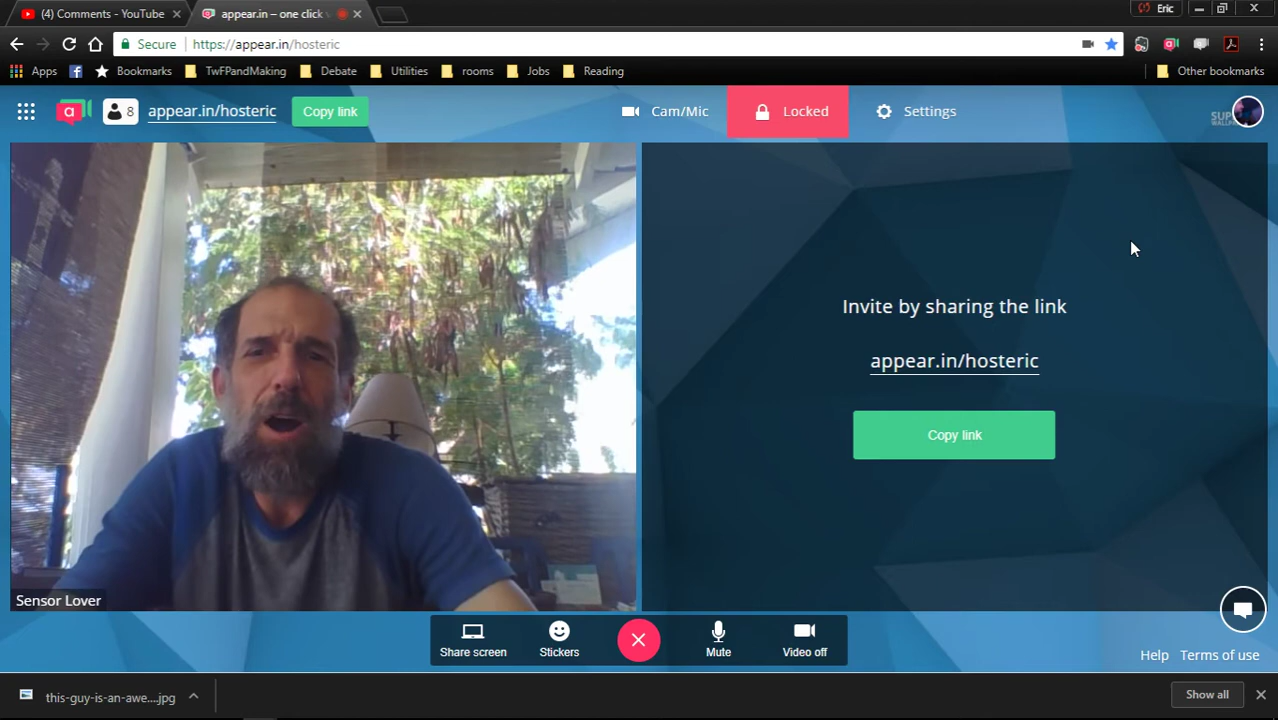 (4) Comments - YouTube
appear.in – one click
Eric
Secure
https://appear.in/hosteric
Apps
Bookmarks
TwFPandMaking
Debate
Utilities
rooms
Jobs
Reading
Other bookmarks
a
8
appear.in/hosteric
Copy link
Cam/Mic
Locked
Settings
Invite by sharing the link
appear.in/hosteric
Copy link
Sensor Lover
Share screen
Stickers
Mute
Video off
Help
Terms of use
this-guy-is-an-awe....jpg
Show all